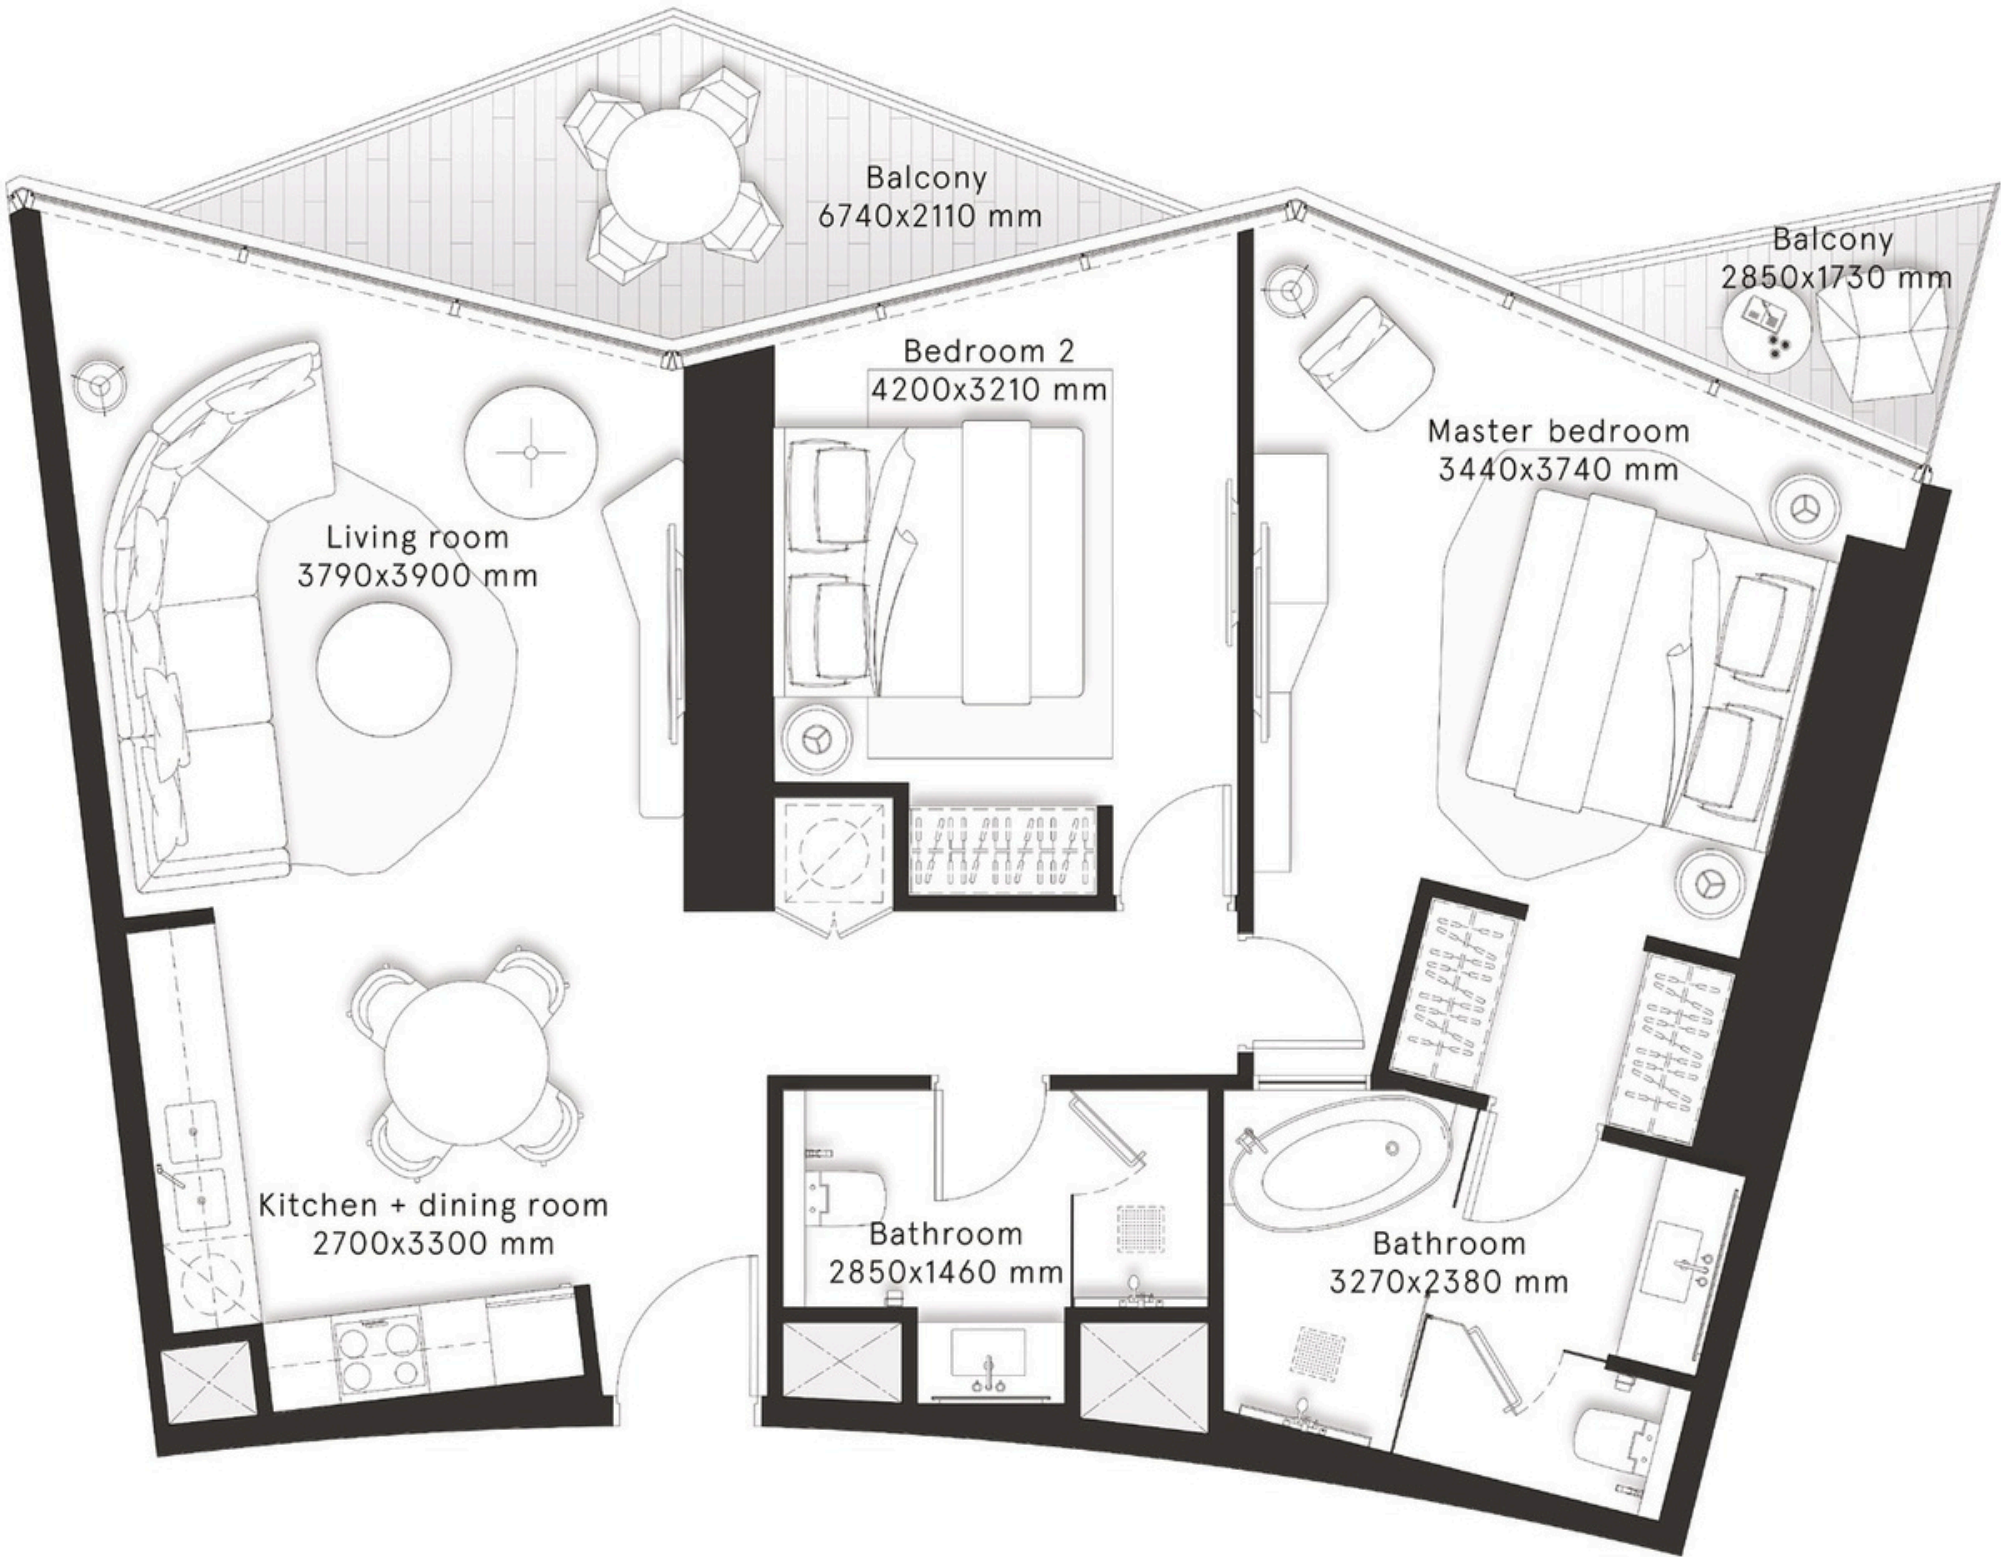 Balcony
6740x2110 mm
Balcony
2850x1730 mm
Bedroom 2
4200x3210 mm
Master bedroom
3440x3740 mm
Living room
3790x3900 mm
Kitchen + dining room
2700x3300 mm
Bathroom
2850x1460 mm
Bathroom
3270x2380 mm